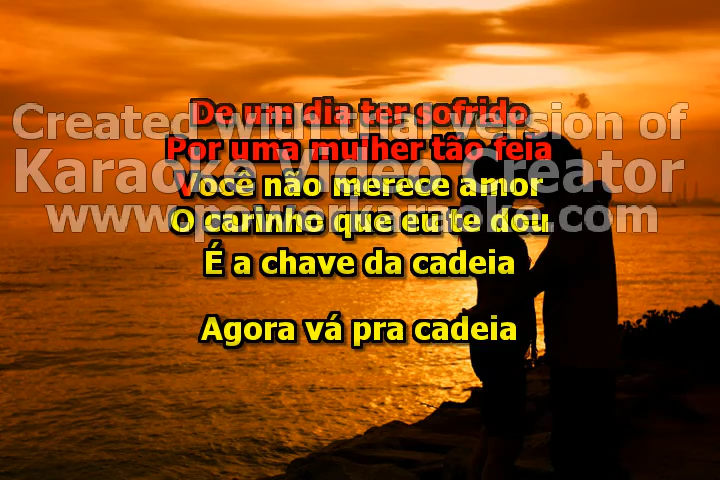 De um dia ter sofrido
Created with trial version of
Por uma mulher tão feia
Karaoke Video Creator
Você não merece amor
www.powerkaraoke.com
O carinho que eu te dou
É a chave da cadeia
Agora vá pra cadeia